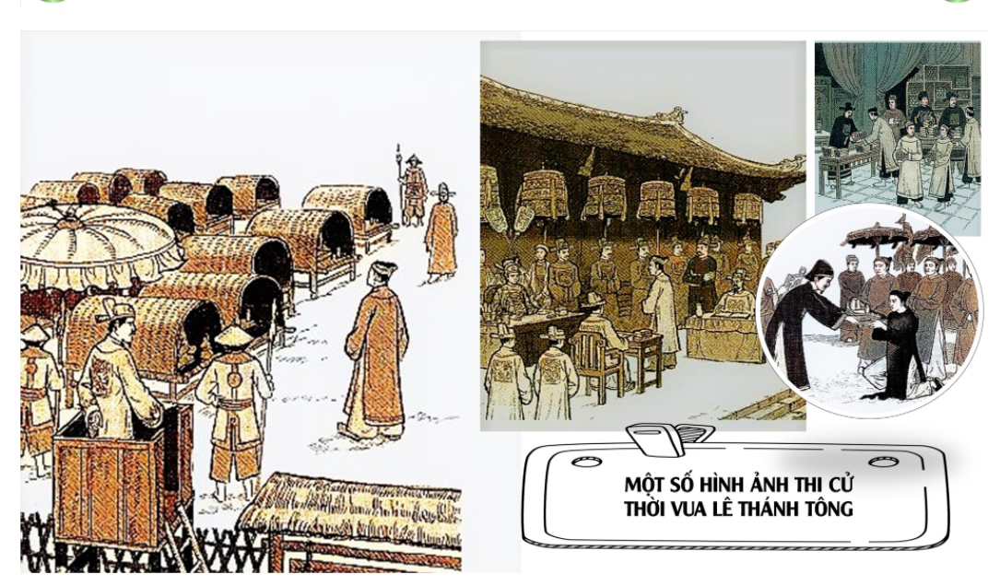 MỘT SỐ HÌNH ẢNH THI CỬ
THỜI VUA LÊ THÁNH TÔNG